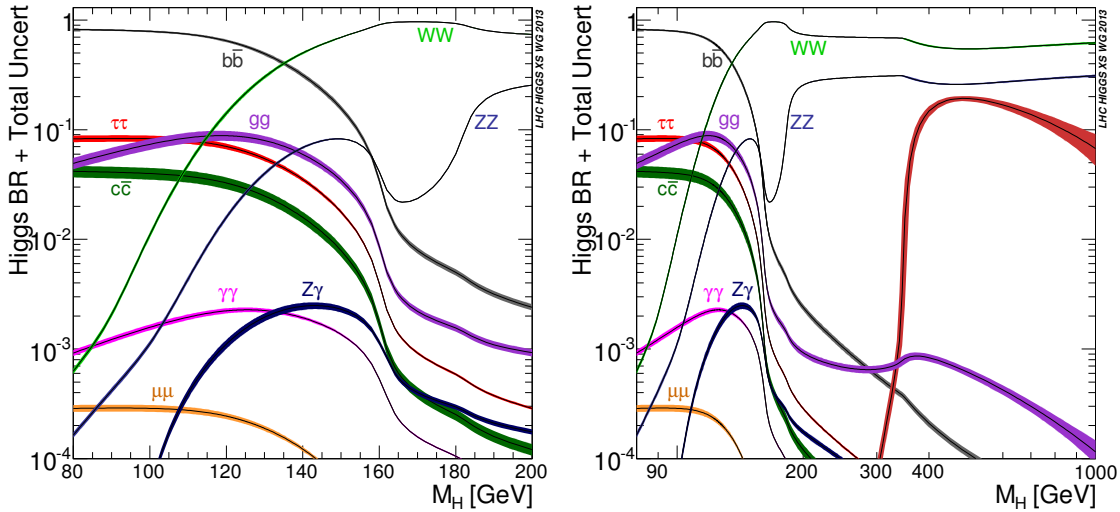 Higgs BR + Total Uncert
1
10⁻¹
10⁻²
10⁻³
10⁻⁴
80
100
120
140
160
180
200
M_H [GeV]
LHC HIGGS XS WG 2013
WW
bb̄
ττ
gg
ZZ
cc̄
γγ
Zγ
μμ
Higgs BR + Total Uncert
1
10⁻¹
10⁻²
10⁻³
10⁻⁴
90
200
300
400
1000
M_H [GeV]
LHC HIGGS XS WG 2013
WW
bb̄
ττ
gg
ZZ
cc̄
γγ
Zγ
μμ